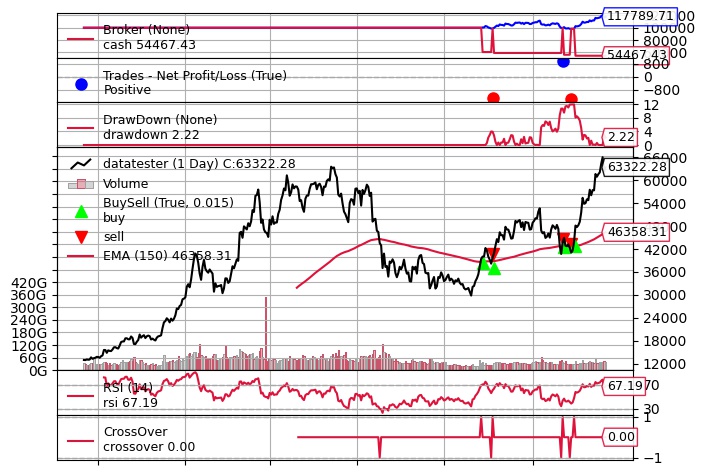 117789.71
Broker (None)
cash 54467.43
100000
80000
54467.43
Trades - Net Profit/Loss (True)
Positive
800
0
−800
DrawDown (None)
drawdown 2.22
12
8
4
0
2.22
datatester (1 Day) C:63322.28
Volume
BuySell (True, 0.015)
buy
sell
EMA (150) 46358.31
66000
63322.28
60000
54000
46358.31
42000
36000
30000
24000
18000
12000
420G
360G
300G
240G
180G
120G
60G
0G
RSI (14)
rsi 67.19
67.19
70
30
CrossOver
crossover 0.00
1
0.00
−1